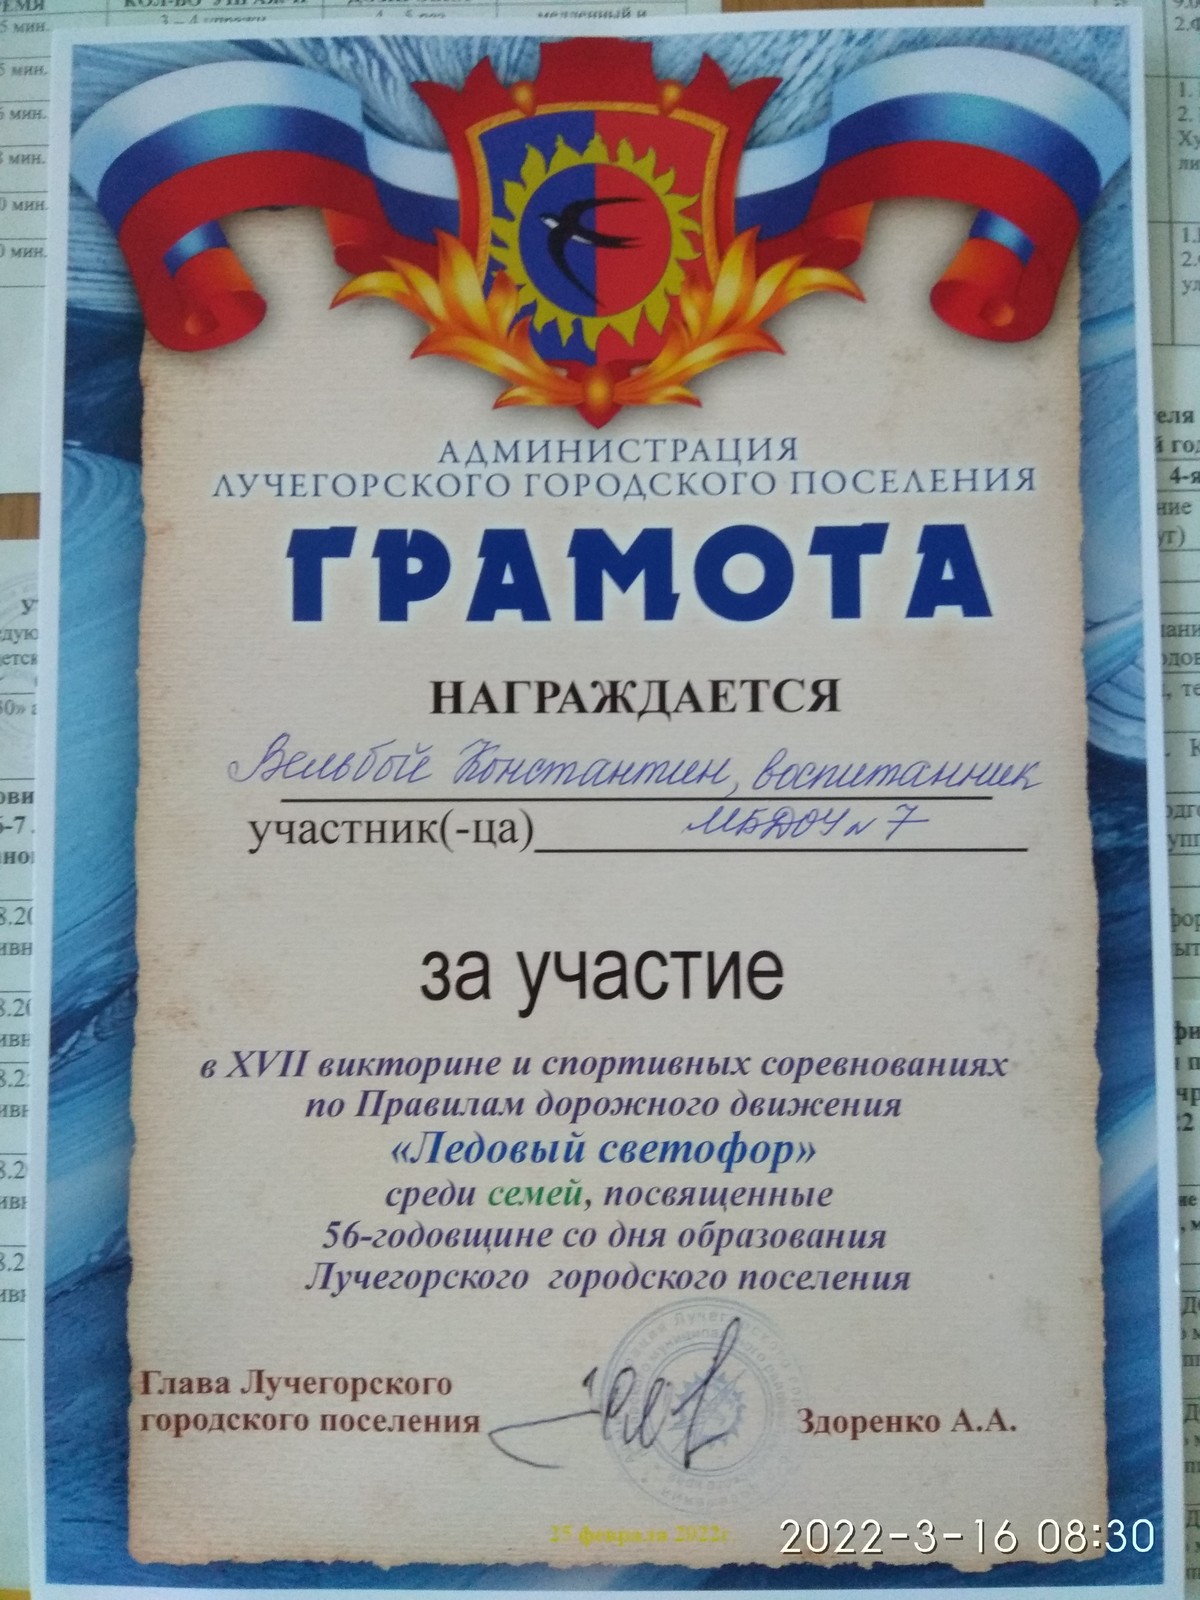 АДМИНИСТРАЦИЯ
ЛУЧЕГОРСКОГО ГОРОДСКОГО ПОСЕЛЕНИЯ
ГРАМОТА
НАГРАЖДАЕТСЯ
Вельбой Константин, воспитанник
участник(-ца) МБДОУ №7
за участие
в XVII викторине и спортивных соревнованиях
по Правилам дорожного движения
«Ледовый светофор»
среди семей, посвященные
56-годовщине со дня образования
Лучегорского городского поселения
Глава Лучегорского
городского поселения
Здоренко А.А.
25 февраля 2022г
2022-3-16 08:30